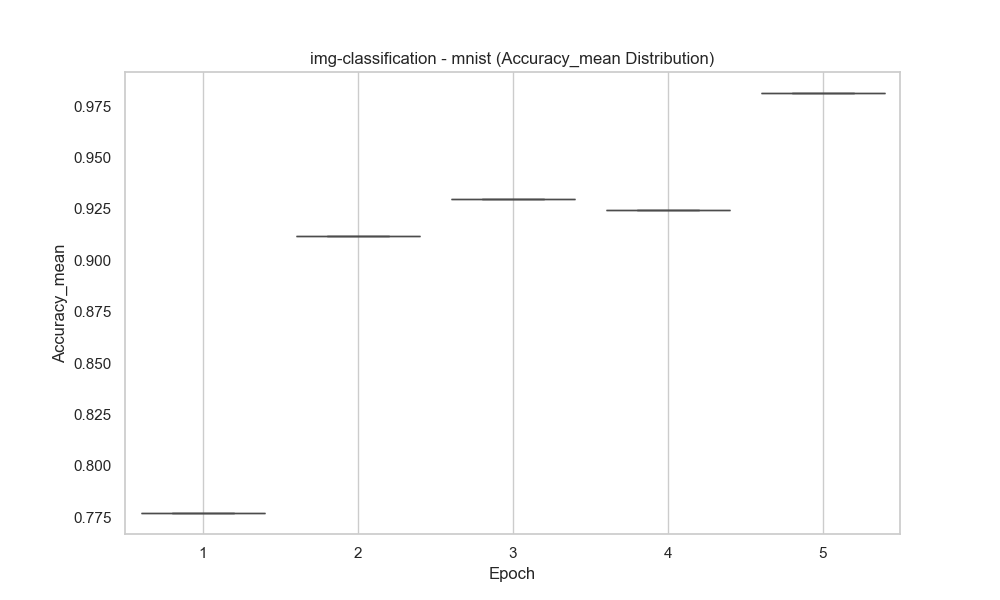 img-classification - mnist (Accuracy_mean Distribution)
Accuracy_mean
0.975
0.950
0.925
0.900
0.875
0.850
0.825
0.800
0.775
1 2 3 4 5
Epoch